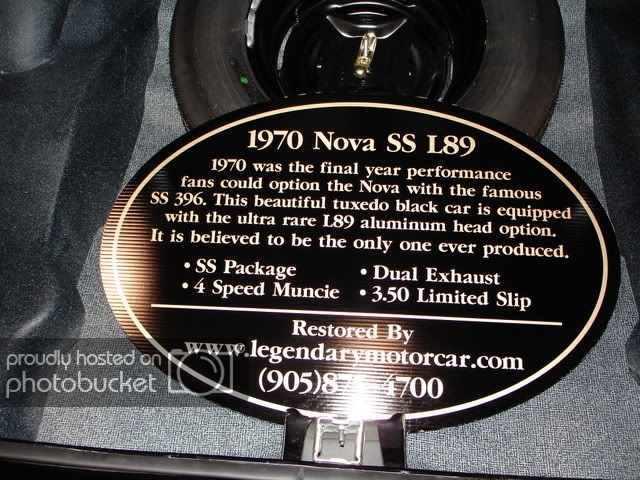 1970 Nova SS L89
1970 was the final year performance
fans could option the Nova with the famous
SS 396. This beautiful tuxedo black car is equipped
with the ultra rare L89 aluminum head option.
It is believed to be the only one ever produced.
• SS Package • Dual Exhaust
• 4 Speed Muncie • 3.50 Limited Slip
Restored By
www.legendarymotorcar.com
proudly hosted on
photobucket